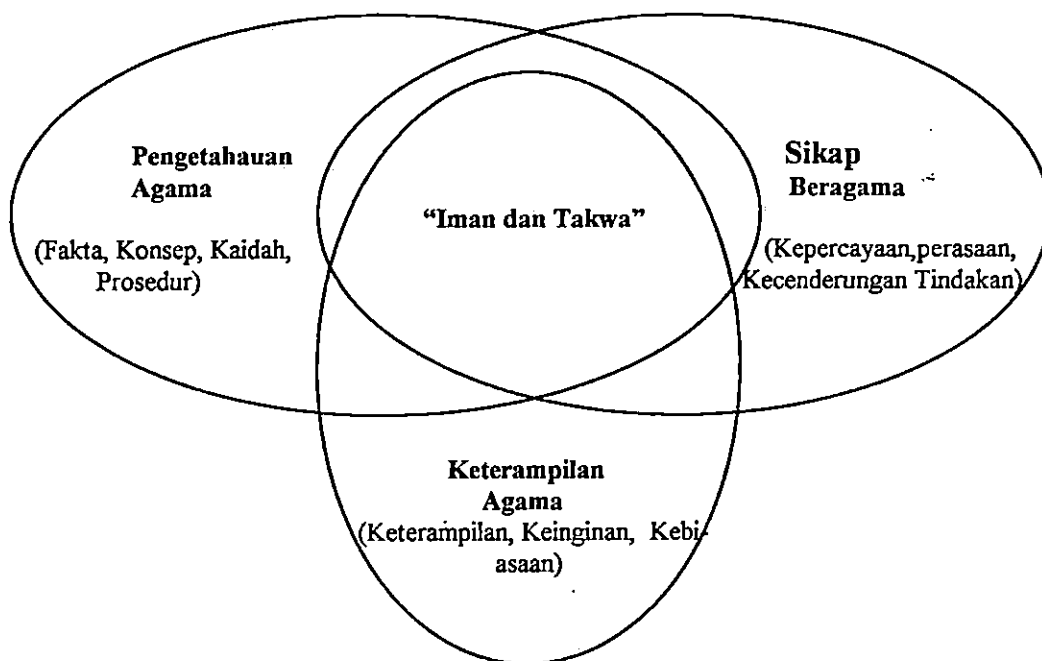 Pengetahauan
Agama
(Fakta, Konsep, Kaidah,
Prosedur)
“Iman dan Takwa”
Sikap
Beragama
(Kepercayaan,perasaan,
Kecenderungan Tindakan)
Keterampilan
Agama
(Keterampilan, Keinginan, Kebi-
asaan)